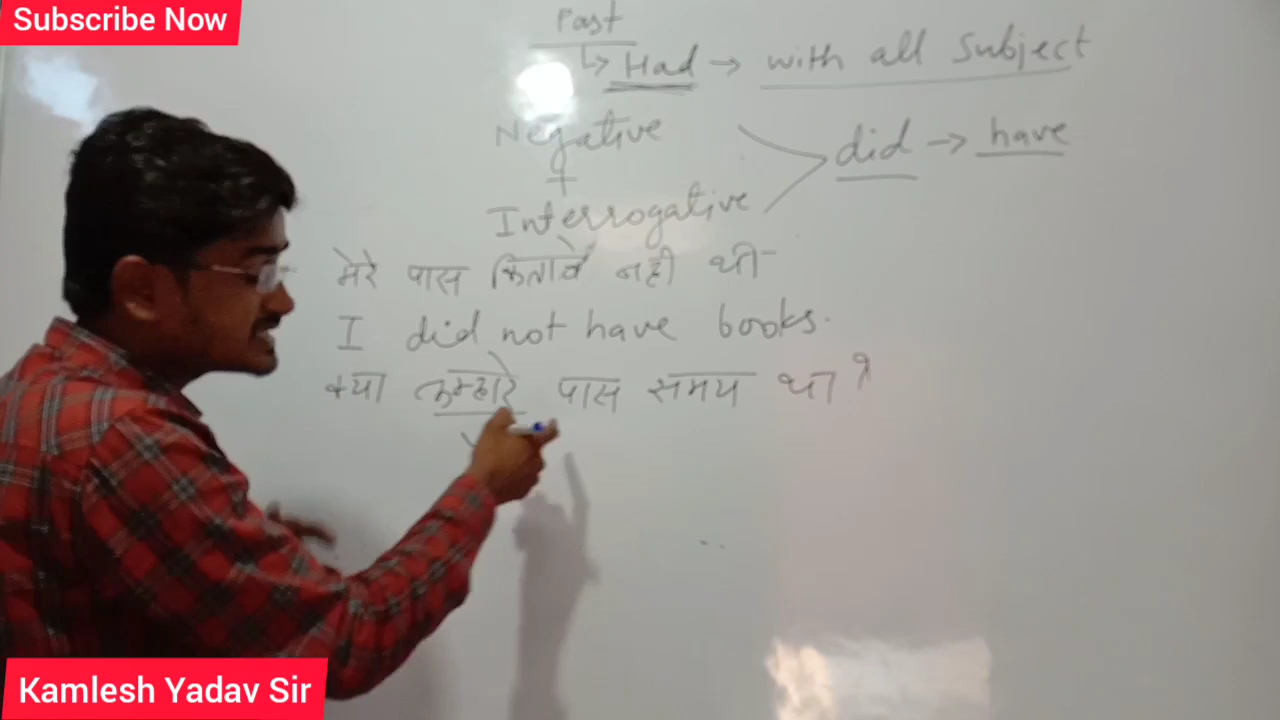 Subscribe Now
Past
↳ Had → with all Subject
Negative
+
Interrogative
did → have
मेरे पास किताबें नही थी-
I did not have books.
क्या तुम्हारे पास समय था ?
Kamlesh Yadav Sir